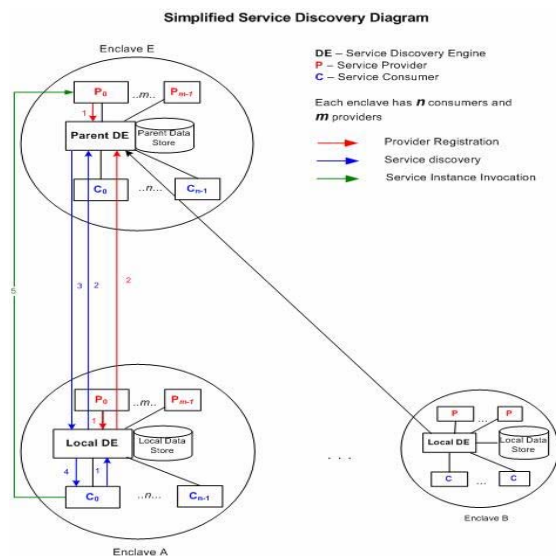 Simplified Service Discovery Diagram
Enclave E
DE – Service Discovery Engine
P – Service Provider
C – Service Consumer
Each enclave has n consumers and
m providers
Provider Registration
Service discovery
Service Instance Invocation
P0
..m..
Pm-1
1
Parent DE
Parent Data
Store
C0
..n..
Cn-1
5
3
2
2
P0
..m..
Pm-1
1
Local DE
Local Data
Store
4
1
C0
..n..
Cn-1
Enclave A
. . .
P
...
P
Local DE
Local Data
Store
C
...
C
Enclave B